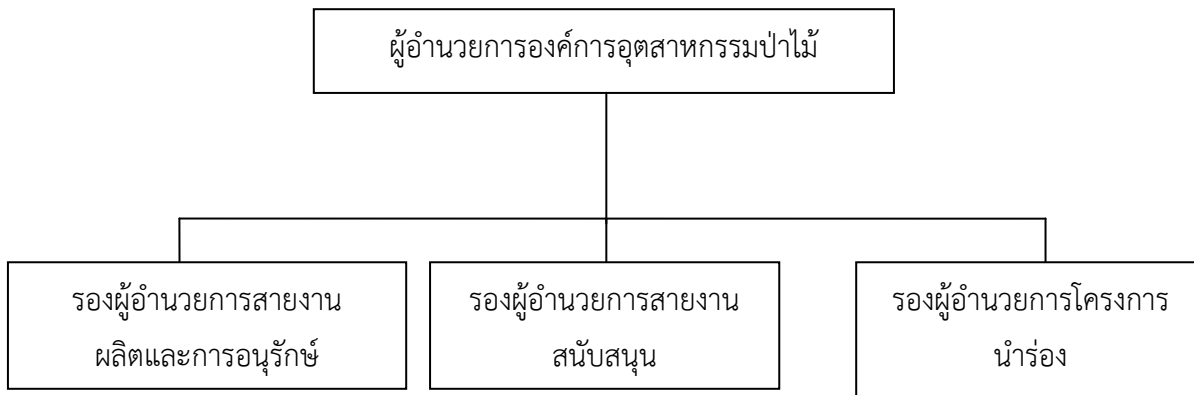 ผู้อำนวยการองค์การอุตสาหกรรมป่าไม้
รองผู้อำนวยการสายงาน
ผลิตและการอนุรักษ์
รองผู้อำนวยการสายงาน
สนับสนุน
รองผู้อำนวยการโครงการ
นำร่อง